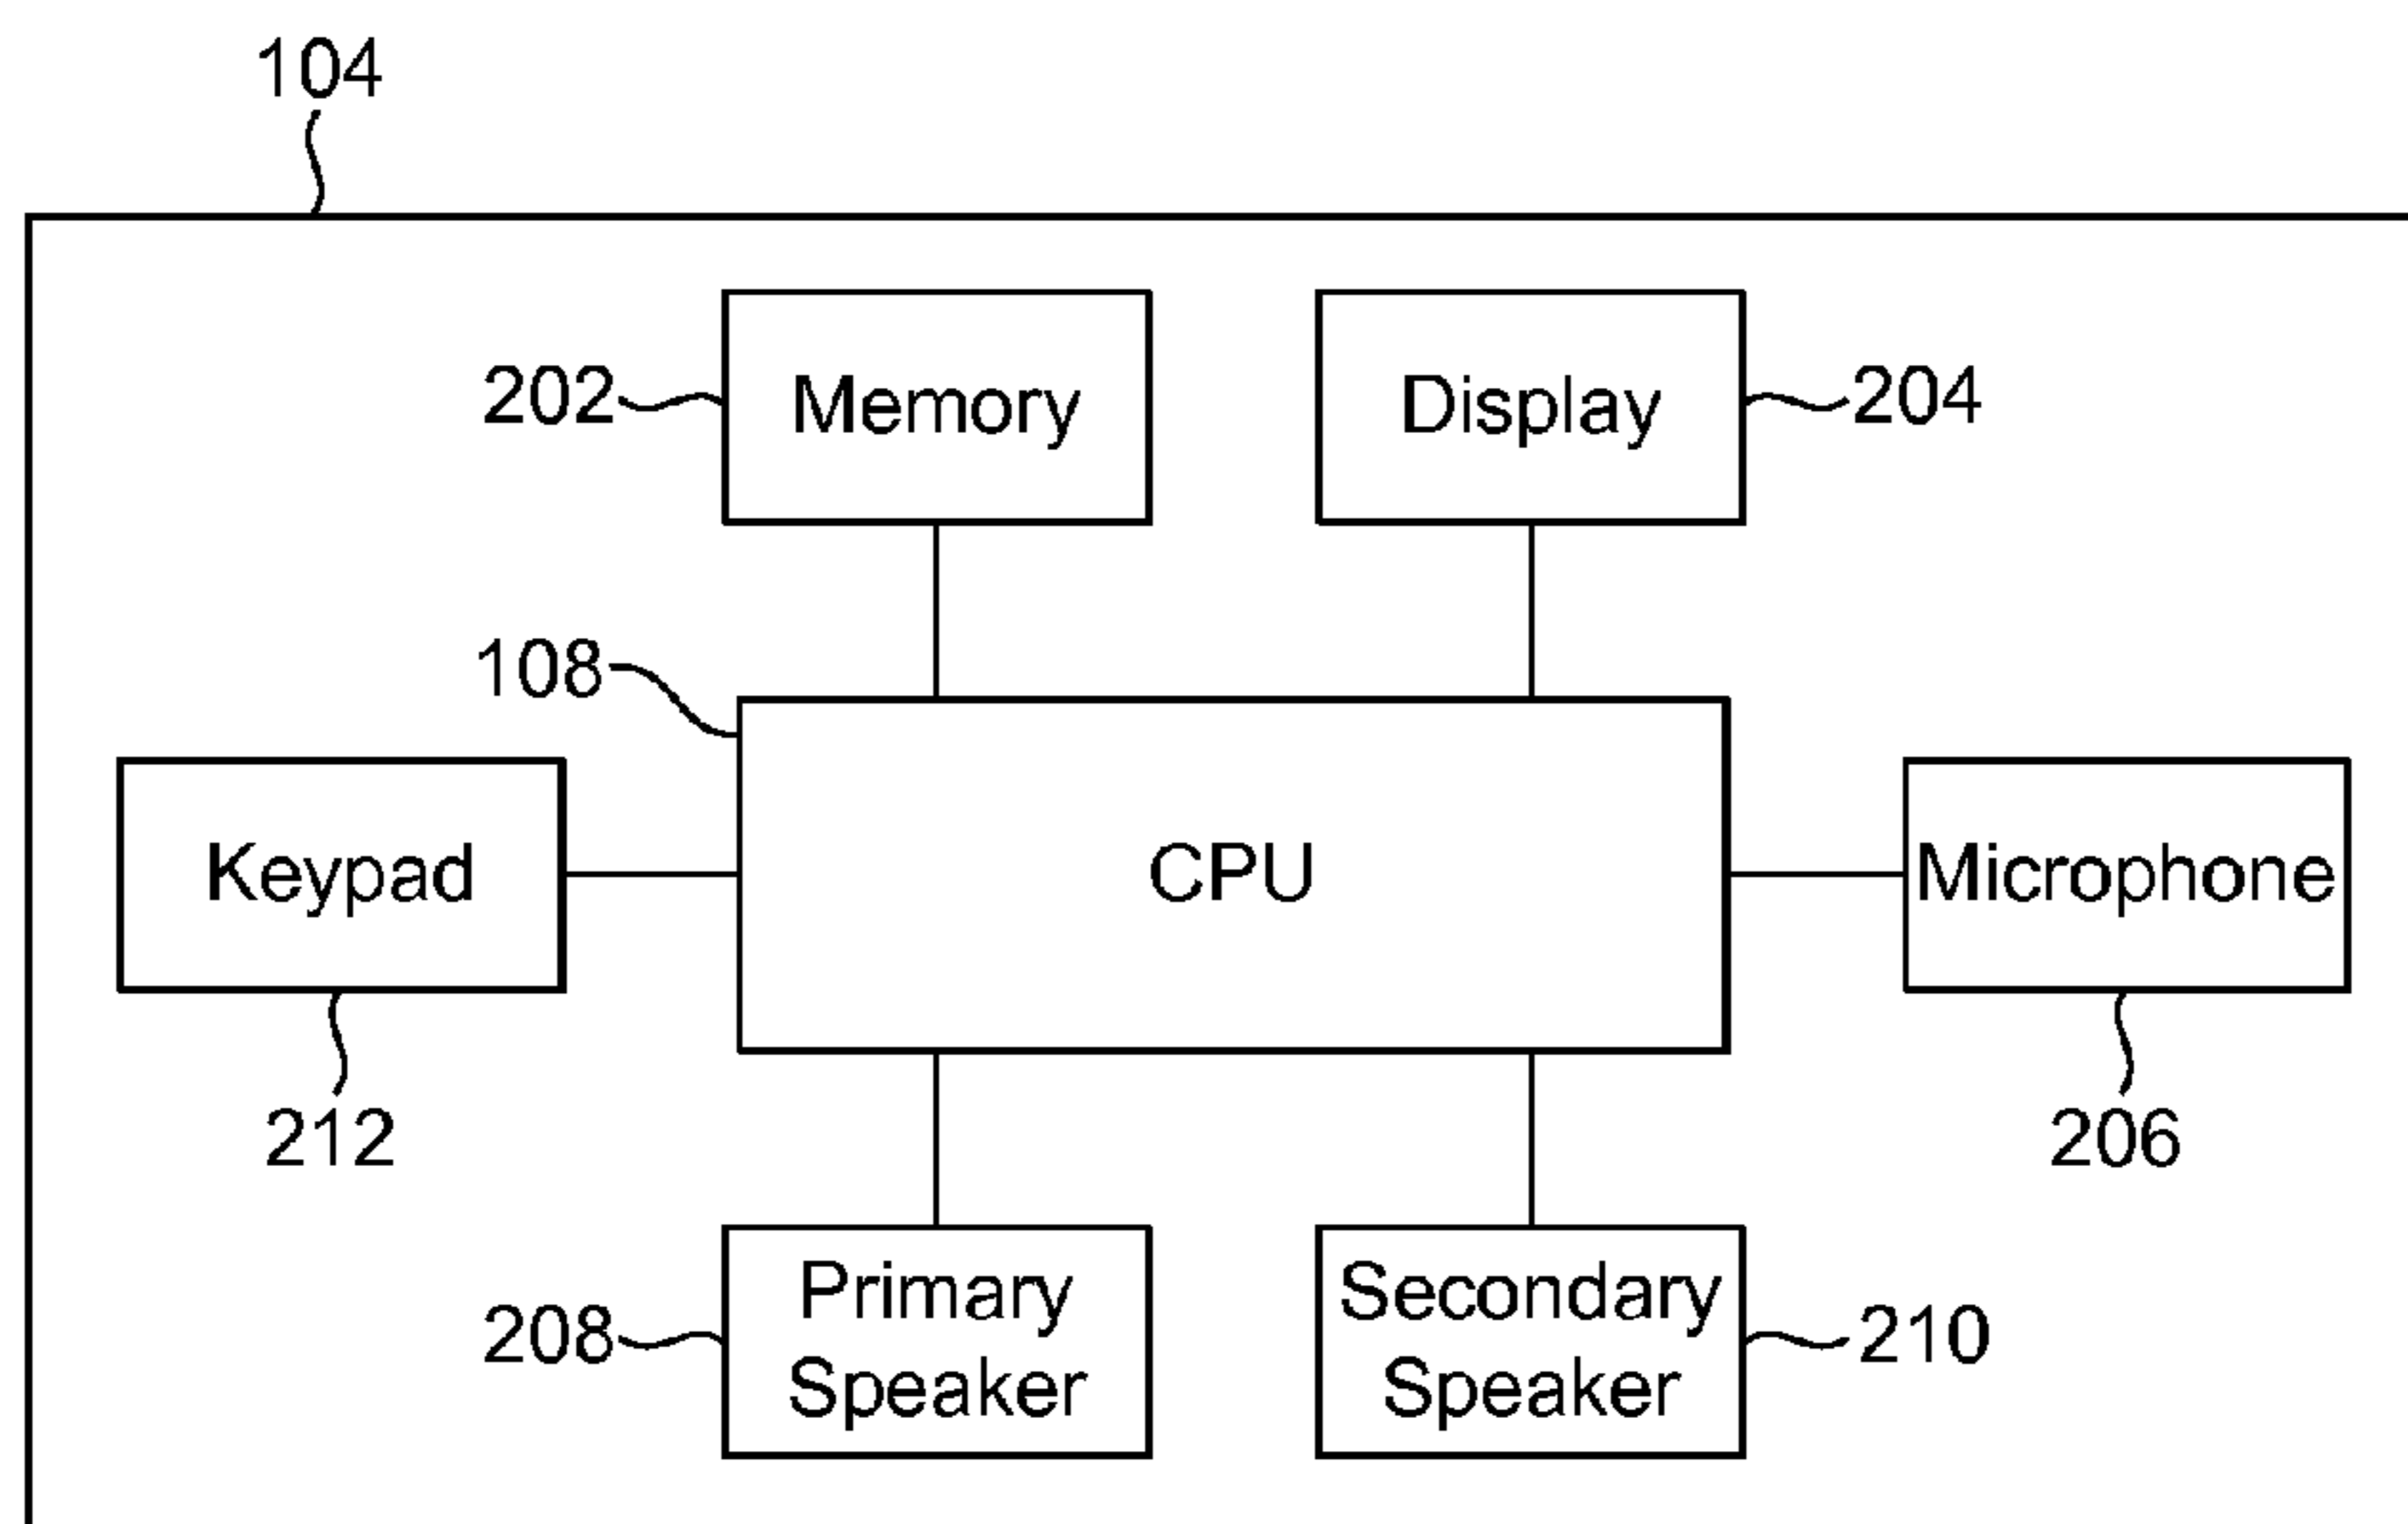 104
202
Memory
Display
204
108
Keypad
CPU
Microphone
212
206
208
Primary
Speaker
Secondary
Speaker
210